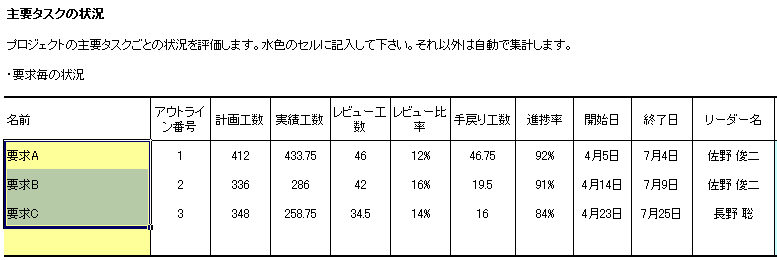 主要タスクの状況
プロジェクトの主要タスクごとの状況を評価します。水色のセルに記入して下さい。それ以外は自動で集計します。
・要求毎の状況
名前 アウトライン番号 計画工数 実績工数 レビュー工数 レビュー比率 手戻り工数 進捗率 開始日 終了日 リーダー名
要求A 1 412 433.75 46 12% 46.75 92% 4月5日 7月4日 佐野 俊二
要求B 2 336 286 42 16% 19.5 91% 4月14日 7月9日 佐野 俊二
要求C 3 348 258.75 34.5 14% 16 84% 4月23日 7月25日 長野 聡